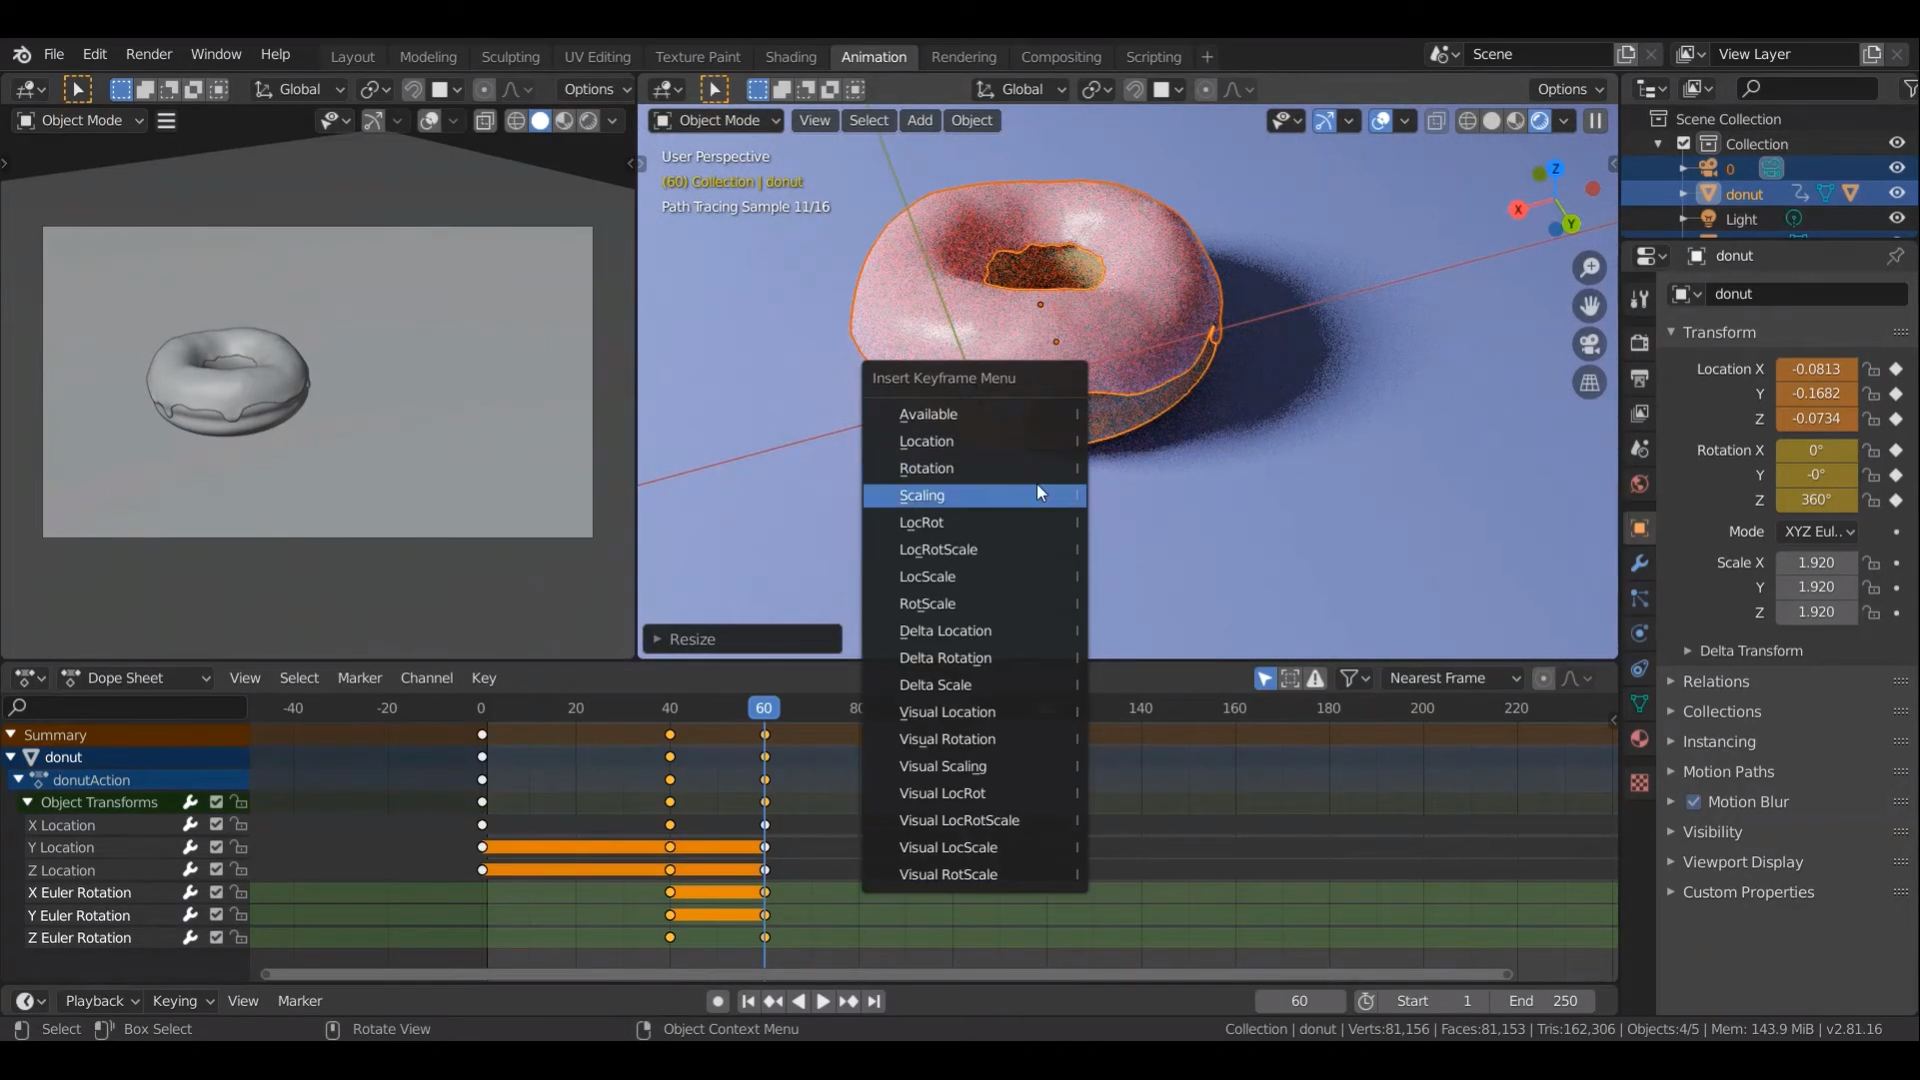 File Edit Render Window Help Layout Modeling Sculpting UV Editing Texture Paint Shading Animation Rendering Compositing Scripting + Scene View Layer
Global Options
Global Options
Object Mode
Object Mode View Select Add Object
User Perspective
(60) Collection | donut
Path Tracing Sample 11/16
Z
X
Y
Resize
Insert Keyframe Menu
Available I
Location I
Rotation I
Scaling I
LocRot I
LocRotScale I
LocScale I
RotScale I
Delta Location I
Delta Rotation I
Delta Scale I
Visual Location I
Visual Rotation I
Visual Scaling I
Visual LocRot I
Visual LocRotScale I
Visual LocScale I
Visual RotScale I
Scene Collection
Collection
0
donut
Light
donut
donut
Transform
Location X -0.0813
Y -0.1682
Z -0.0734
Rotation X 0°
Y -0°
Z 360°
Mode XYZ Eul..
Scale X 1.920
Y 1.920
Z 1.920
Delta Transform
Relations
Collections
Instancing
Motion Paths
Motion Blur
Visibility
Viewport Display
Custom Properties
Dope Sheet View Select Marker Channel Key Nearest Frame
-40 -20 0 20 40 60 80 140 160 180 200 220
Summary
donut
donutAction
Object Transforms
X Location
Y Location
Z Location
X Euler Rotation
Y Euler Rotation
Z Euler Rotation
Playback Keying View Marker 60 Start 1 End 250
Select Box Select Rotate View Object Context Menu Collection | donut | Verts:81,156 | Faces:81,153 | Tris:162,306 | Objects:4/5 | Mem: 143.9 MiB | v2.81.16